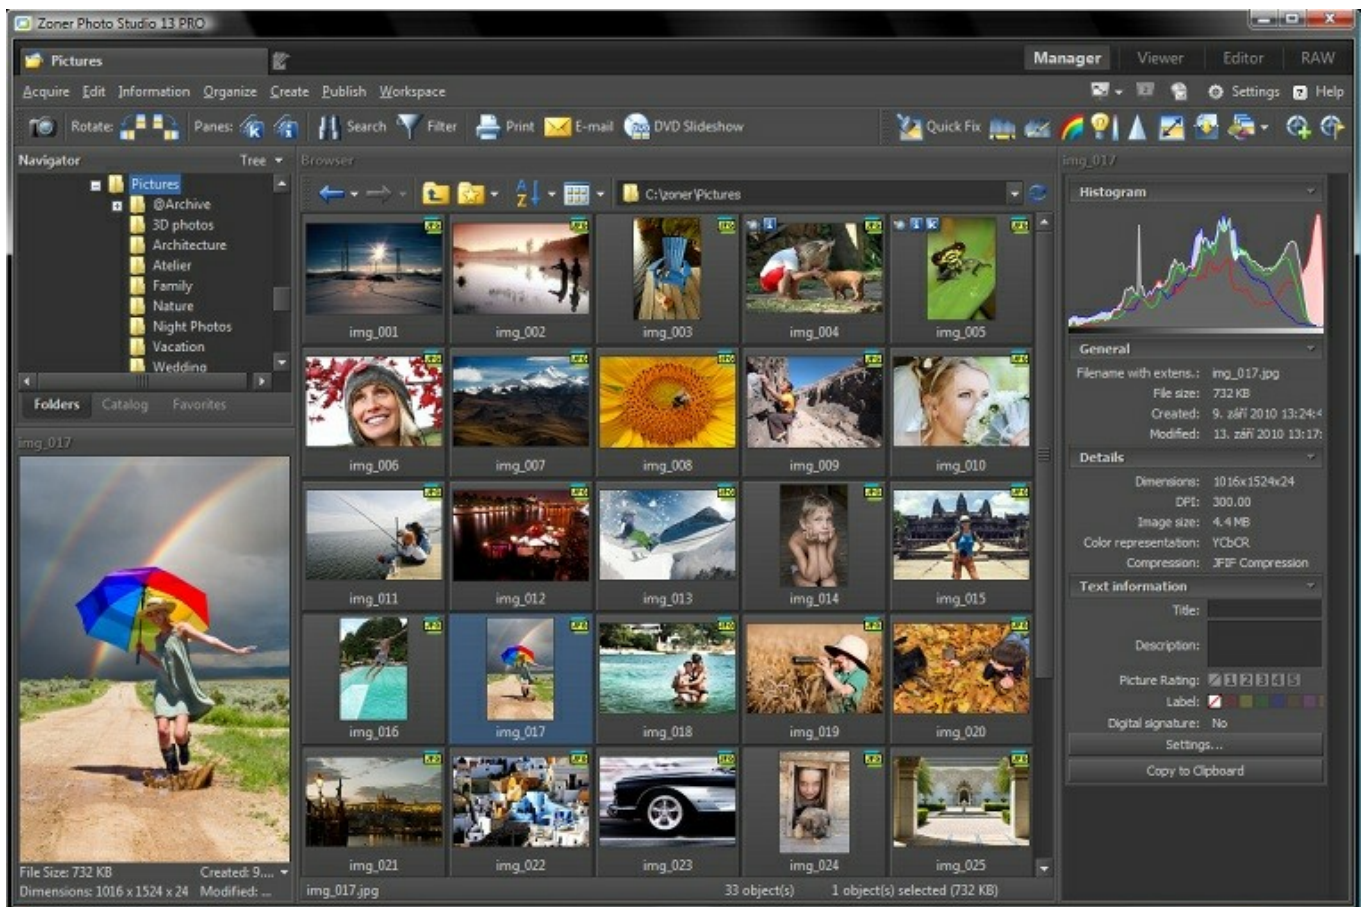 Zoner Photo Studio 13 PRO
Pictures
Manager Viewer Editor RAW
Acquire Edit Information Organize Create Publish Workspace
Settings Help
Rotate: Panes: k i Search Filter Print E-mail DVD Slideshow Quick Fix
Navigator Tree
Pictures
@Archive
3D photos
Architecture
Atelier
Family
Nature
Night Photos
Vacation
Wedding
Folders Catalog Favorites
img_017
File Size: 732 KB Created: 9....
Dimensions: 1016 x 1524 x 24 Modified: ...
Browser
C:\zoner\Pictures
img_001 img_002 img_003 img_004 img_005
img_006 img_007 img_008 img_009 img_010
img_011 img_012 img_013 img_014 img_015
img_016 img_017 img_018 img_019 img_020
img_021 img_022 img_023 img_024 img_025
img_017.jpg 33 object(s) 1 object(s) selected (732 KB)
img_017
Histogram
General
Filename with extens.: img_017.jpg
File size: 732 KB
Created: 9. září 2010 13:24:4
Modified: 13. září 2010 13:17:
Details
Dimensions: 1016x1524x24
DPI: 300.00
Image size: 4.4 MB
Color representation: YCbCR
Compression: JFIF Compression
Text information
Title:
Description:
Picture Rating: 1 2 3 4 5
Label:
Digital signature: No
Settings...
Copy to Clipboard